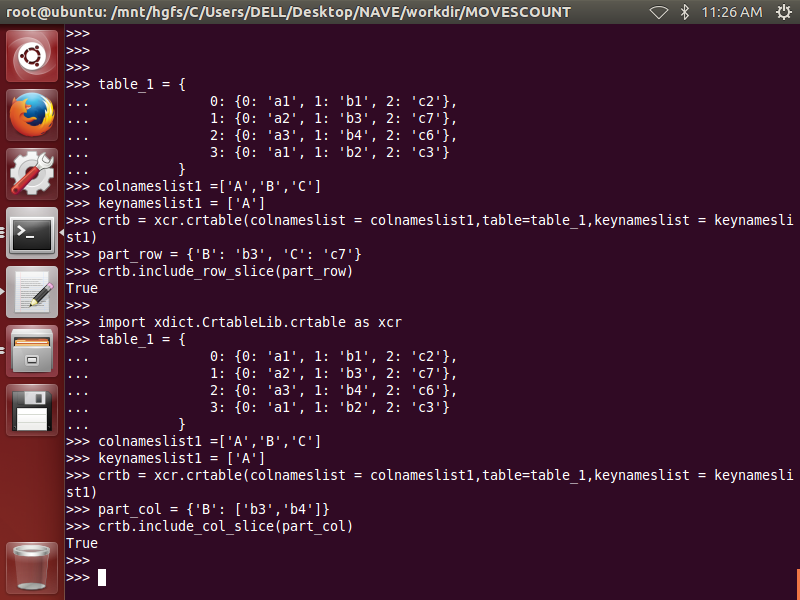 root@ubuntu: /mnt/hgfs/C/Users/DELL/Desktop/NAVE/workdir/MOVESCOUNT 11:26 AM
>>>
>>>
>>>
>>> table_1 = {
...              0: {0: 'a1', 1: 'b1', 2: 'c2'},
...              1: {0: 'a2', 1: 'b3', 2: 'c7'},
...              2: {0: 'a3', 1: 'b4', 2: 'c6'},
...              3: {0: 'a1', 1: 'b2', 2: 'c3'}
...           }
>>> colnameslist1 =['A','B','C']
>>> keynameslist1 = ['A']
>>> crtb = xcr.crtable(colnameslist = colnameslist1,table=table_1,keynameslist = keynamesli
st1)
>>> part_row = {'B': 'b3', 'C': 'c7'}
>>> crtb.include_row_slice(part_row)
True
>>>
>>> import xdict.CrtableLib.crtable as xcr
>>> table_1 = {
...              0: {0: 'a1', 1: 'b1', 2: 'c2'},
...              1: {0: 'a2', 1: 'b3', 2: 'c7'},
...              2: {0: 'a3', 1: 'b4', 2: 'c6'},
...              3: {0: 'a1', 1: 'b2', 2: 'c3'}
...           }
>>> colnameslist1 =['A','B','C']
>>> keynameslist1 = ['A']
>>> crtb = xcr.crtable(colnameslist = colnameslist1,table=table_1,keynameslist = keynamesli
st1)
>>> part_col = {'B': ['b3','b4']}
>>> crtb.include_col_slice(part_col)
True
>>>
>>>